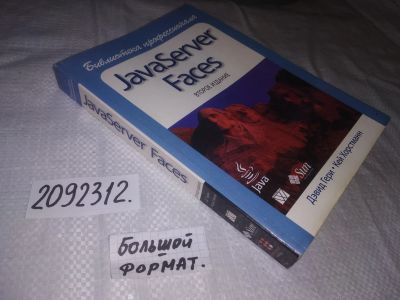 Библиотека профессионала
JavaServer
Faces
ВТОРОЕ ИЗДАНИЕ
Java
Sun
Дэвид Гери • Кей Хорстманн
JavaServer Faces
2092312.
БОЛЬШОЙ
ФОРМАТ.